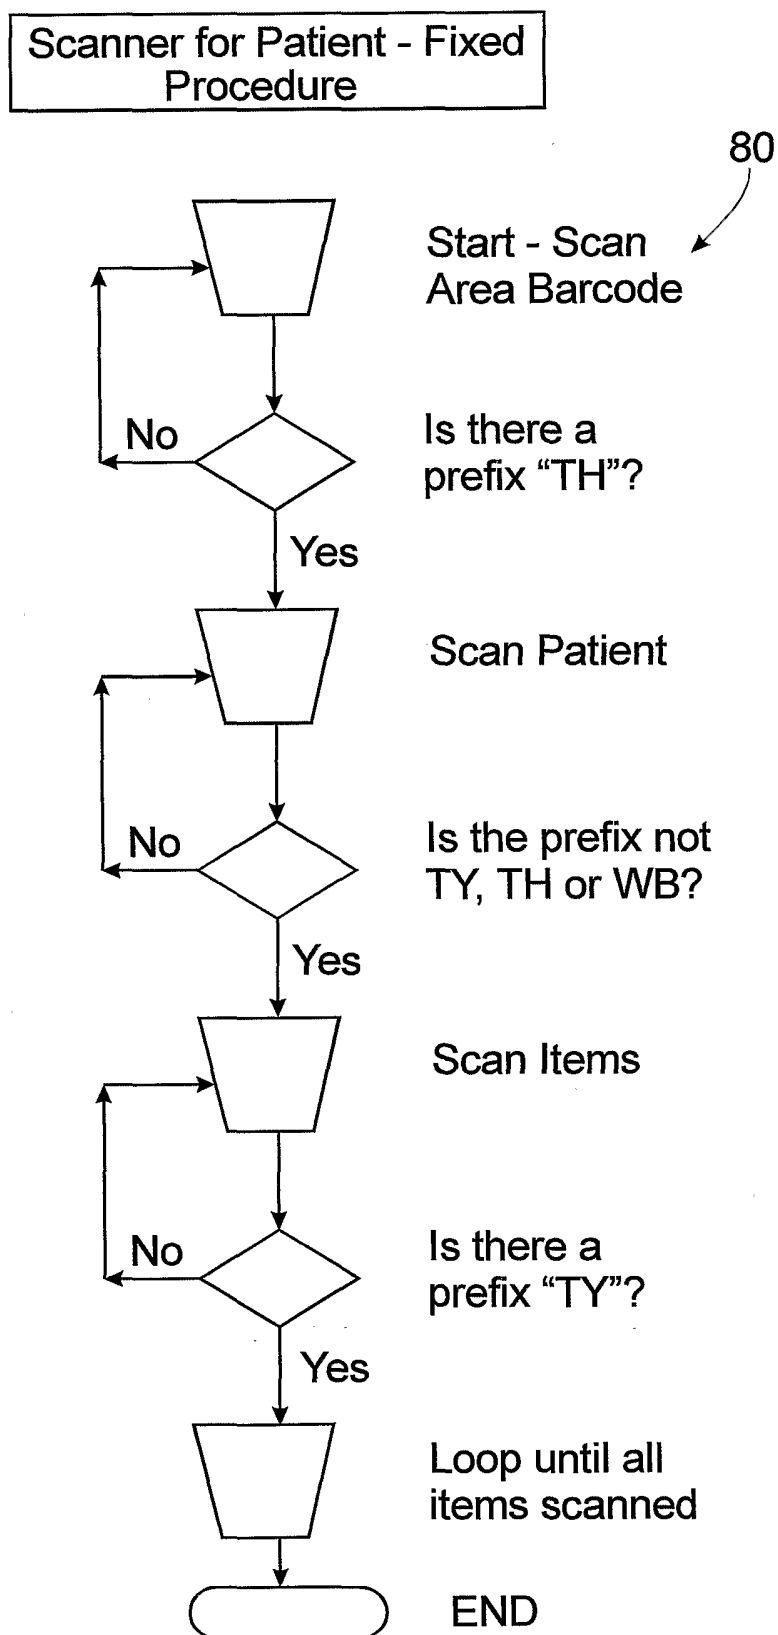 Scanner for Patient - Fixed
Procedure
80
Start - Scan
Area Barcode
No
Is there a
prefix “TH”?
Yes
Scan Patient
No
Is the prefix not
TY, TH or WB?
Yes
Scan Items
No
Is there a
prefix “TY”?
Yes
Loop until all
items scanned
END